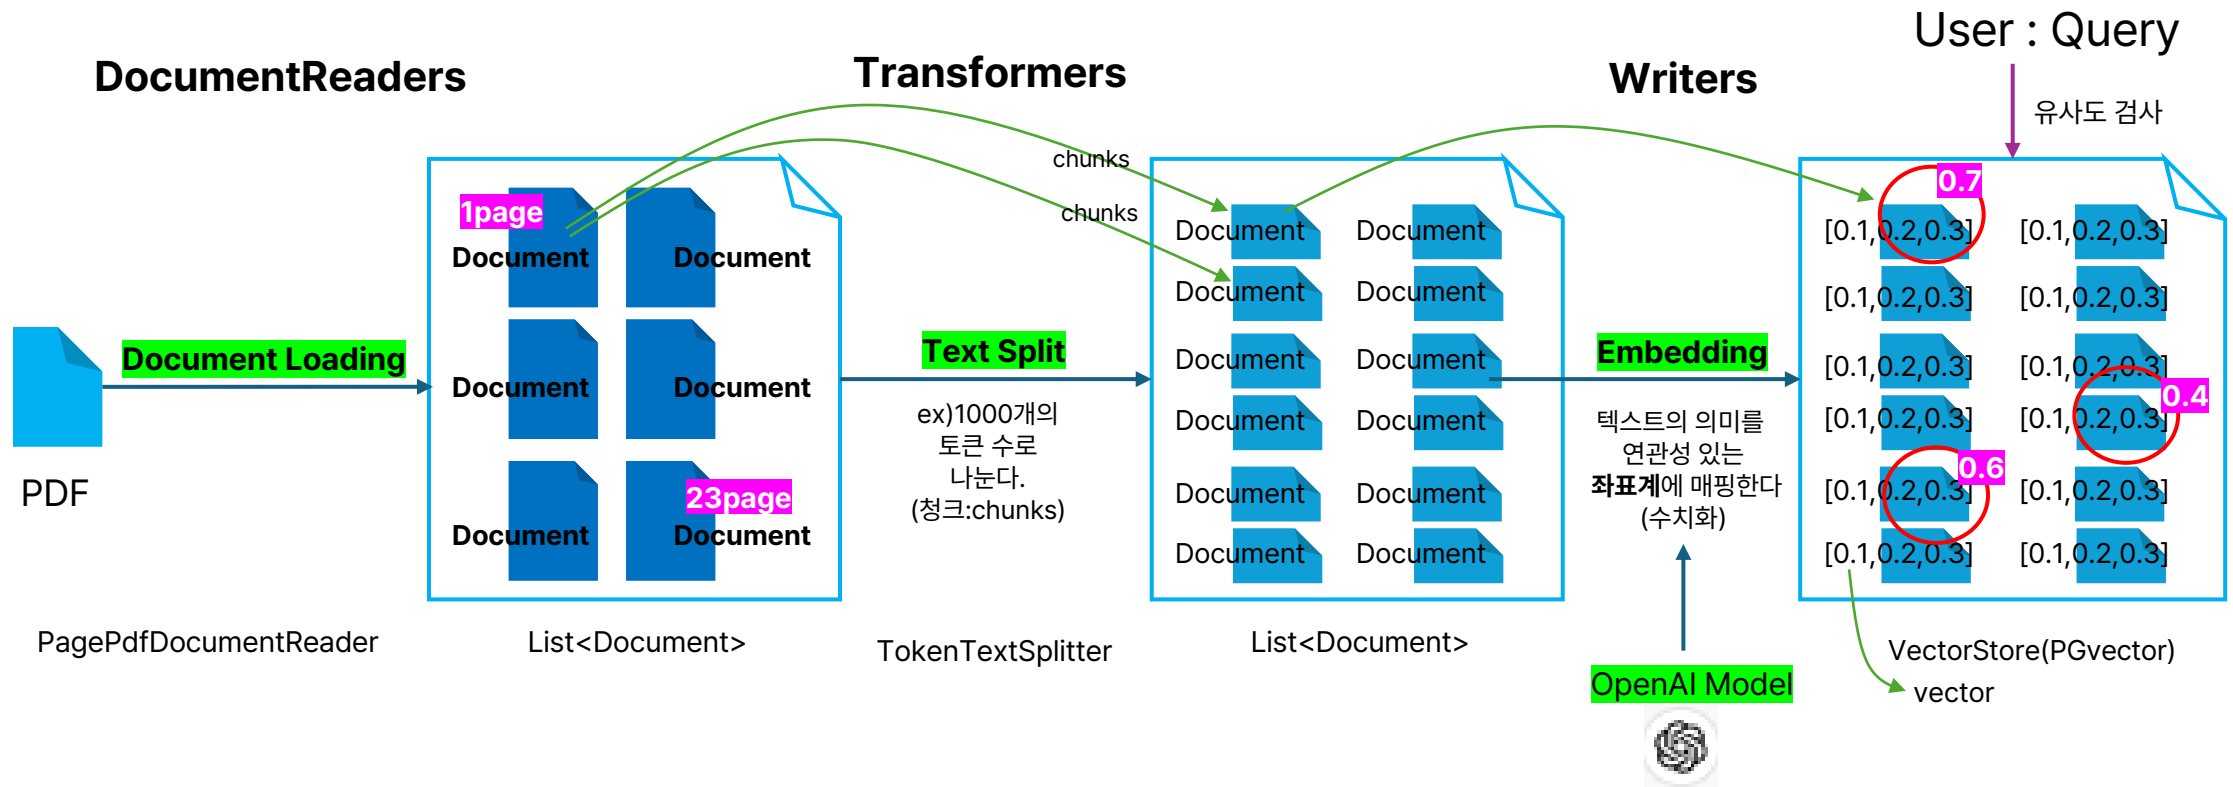 User : Query
DocumentReaders
Transformers
Writers
유사도 검사
chunks
chunks
1page
Document
Document
Document
Document
23page
Document
Document
Document Loading
PDF
PagePdfDocumentReader
List<Document>
Text Split
ex)1000개의
토큰 수로
나눈다.
(청크:chunks)
TokenTextSplitter
Document
Document
Document
Document
Document
Document
Document
Document
Document
Document
Document
Document
List<Document>
Embedding
텍스트의 의미를
연관성 있는
좌표계에 매핑한다
(수치화)
OpenAI Model
0.7
[0.1,0.2,0.3]
[0.1,0.2,0.3]
[0.1,0.2,0.3]
[0.1,0.2,0.3]
[0.1,0.2,0.3]
[0.1,0.2,0.3]
0.4
[0.1,0.2,0.3]
[0.1,0.2,0.3]
0.6
[0.1,0.2,0.3]
[0.1,0.2,0.3]
[0.1,0.2,0.3]
[0.1,0.2,0.3]
VectorStore(PGvector)
vector